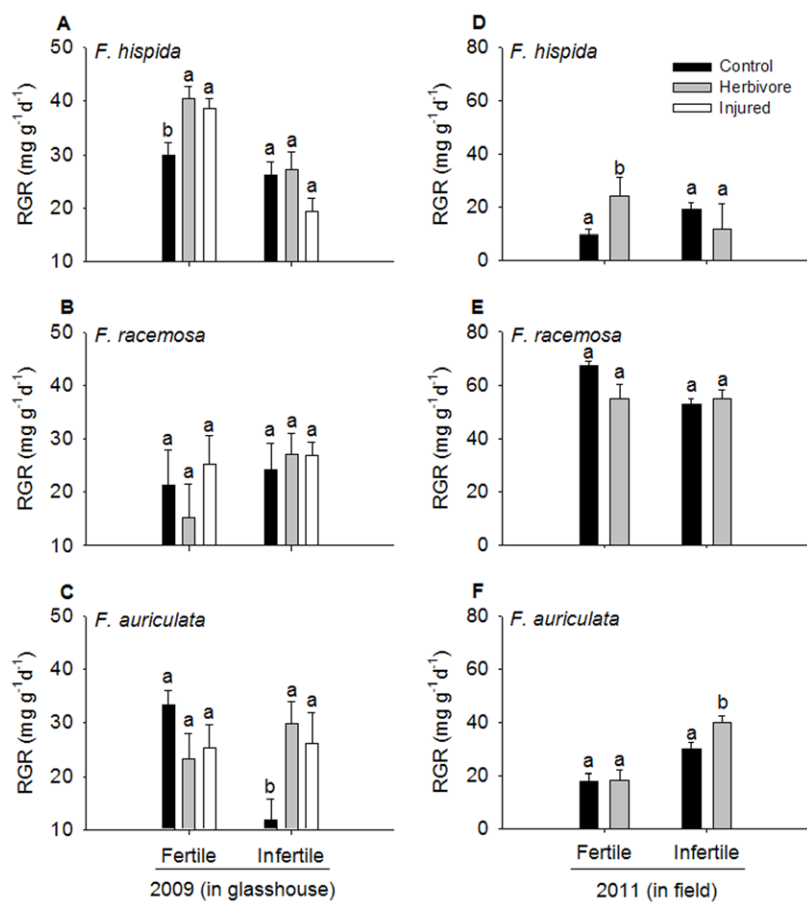 A
F. hispida
RGR (mg g⁻¹d⁻¹)
50
40
30
20
10
b
a
a
a
a
a
B
F. racemosa
RGR (mg g⁻¹d⁻¹)
50
40
30
20
10
a
a
a
a
a
a
C
F. auriculata
RGR (mg g⁻¹d⁻¹)
50
40
30
20
10
a
a
a
b
a
a
Fertile
Infertile
2009 (in glasshouse)
D
F. hispida
Control
Herbivore
Injured
RGR (mg g⁻¹d⁻¹)
80
60
40
20
0
a
b
a
a
E
F. racemosa
RGR (mg g⁻¹d⁻¹)
80
60
40
20
0
a
a
a
a
F
F. auriculata
RGR (mg g⁻¹d⁻¹)
80
60
40
20
0
a
a
a
b
Fertile
Infertile
2011 (in field)